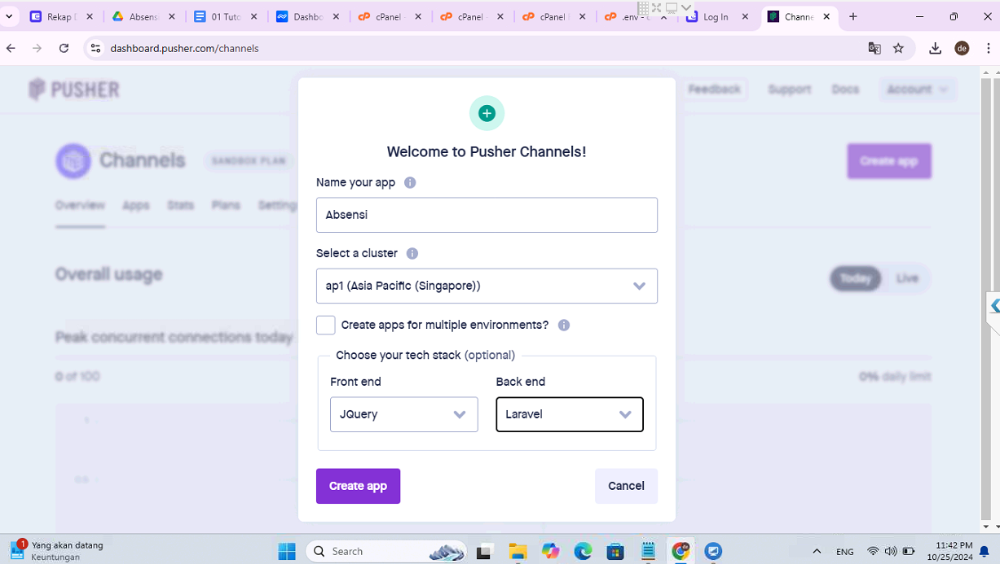 Rekap D
Absensi
01 Tuto
Dashbo
cPanel -
cPanel -
cPanel
.env - c
Log In
Channe
dashboard.pusher.com/channels
de
PUSHER
Feedback
Support
Docs
Account
Channels
SANDBOX PLAN
Create app
Overview
Apps
Stats
Plans
Settings
Overall usage
Today
Live
Peak concurrent connections today
0 of 100
0% daily limit
Welcome to Pusher Channels!
Name your app
Absensi
Select a cluster
ap1 (Asia Pacific (Singapore))
Create apps for multiple environments?
Choose your tech stack (optional)
Front end
Back end
JQuery
Laravel
Create app
Cancel
1
Yang akan datang
Keuntungan
Search
ENG
11:42 PM
10/25/2024